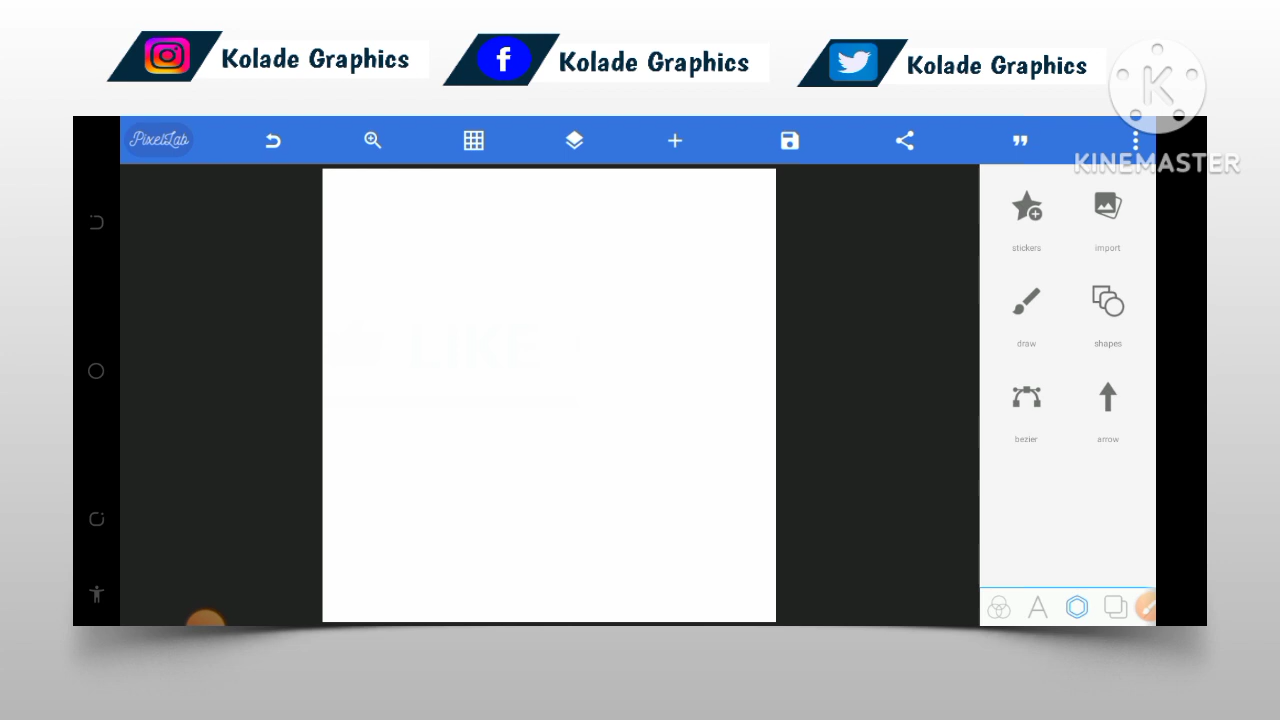 Kolade Graphics
f
Kolade Graphics
Kolade Graphics
K
KINEMASTER
PixelLab
stickers
import
draw
shapes
bezier
arrow
A